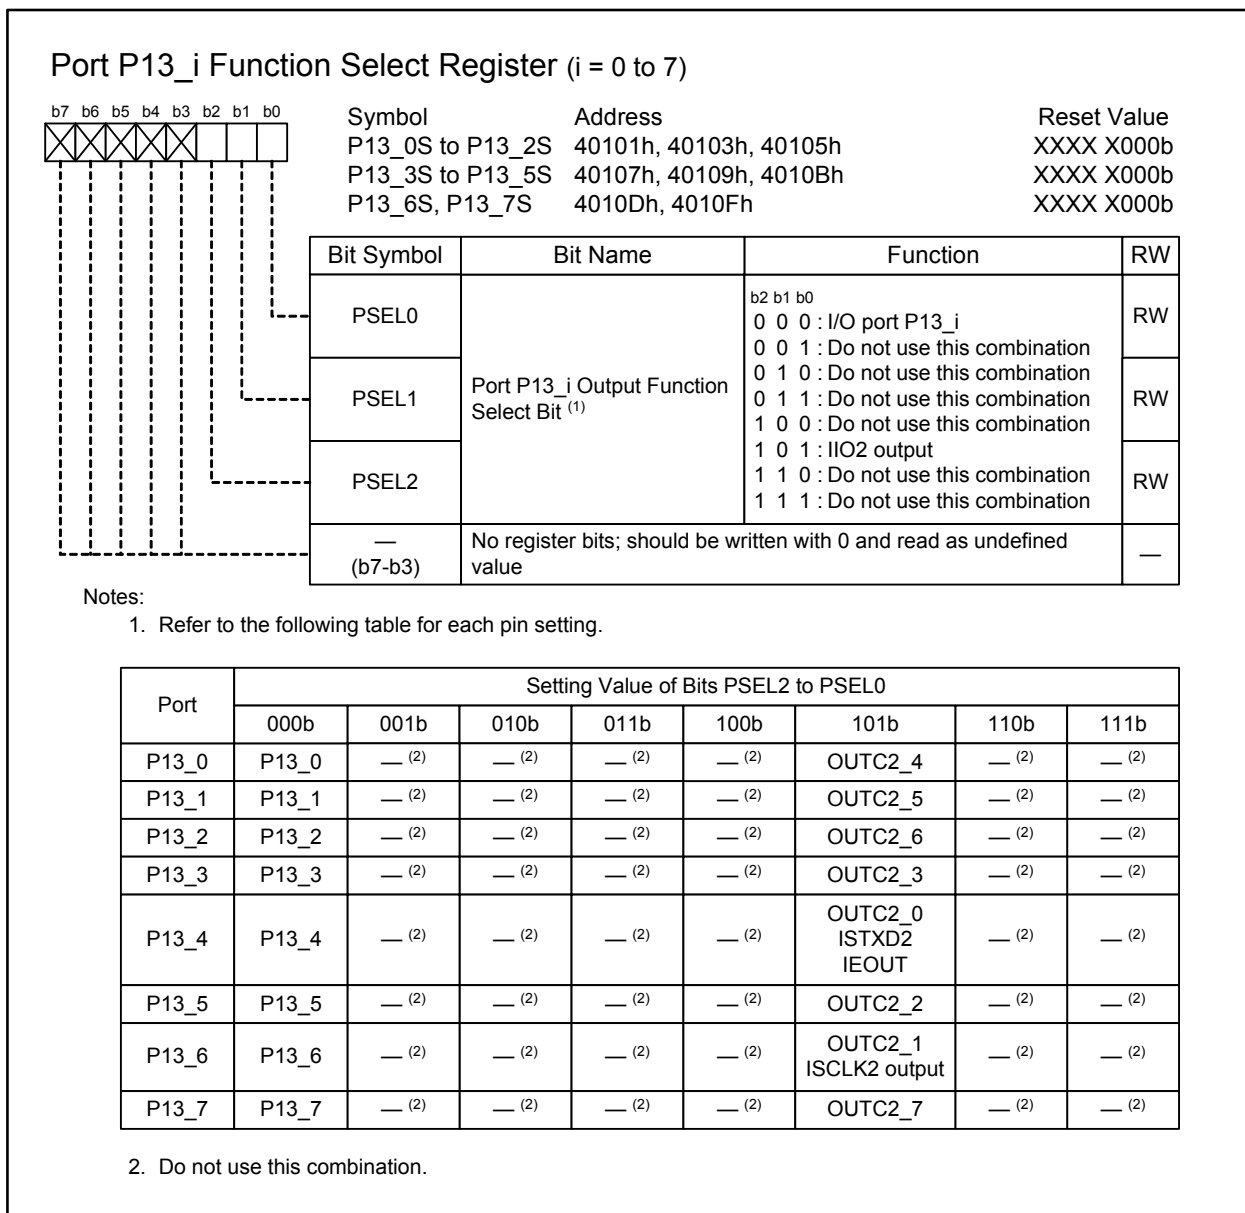 Port P13_i Function Select Register (i = 0 to 7)
b7 b6 b5 b4 b3 b2 b1 b0
Symbol Address Reset Value
P13_0S to P13_2S 40101h, 40103h, 40105h XXXX X000b
P13_3S to P13_5S 40107h, 40109h, 4010Bh XXXX X000b
P13_6S, P13_7S 4010Dh, 4010Fh XXXX X000b
Bit Symbol Bit Name Function RW
PSEL0 RW
PSEL1 RW
PSEL2 RW
Port P13_i Output Function
Select Bit (1)
b2 b1 b0
0 0 0 : I/O port P13_i
0 0 1 : Do not use this combination
0 1 0 : Do not use this combination
0 1 1 : Do not use this combination
1 0 0 : Do not use this combination
1 0 1 : IIO2 output
1 1 0 : Do not use this combination
1 1 1 : Do not use this combination
—
(b7-b3)
No register bits; should be written with 0 and read as undefined
value
—
Notes:
1. Refer to the following table for each pin setting.
Port Setting Value of Bits PSEL2 to PSEL0
000b 001b 010b 011b 100b 101b 110b 111b
P13_0 P13_0 — (2) — (2) — (2) — (2) OUTC2_4 — (2) — (2)
P13_1 P13_1 — (2) — (2) — (2) — (2) OUTC2_5 — (2) — (2)
P13_2 P13_2 — (2) — (2) — (2) — (2) OUTC2_6 — (2) — (2)
P13_3 P13_3 — (2) — (2) — (2) — (2) OUTC2_3 — (2) — (2)
P13_4 P13_4 — (2) — (2) — (2) — (2) OUTC2_0 ISTXD2 IEOUT — (2) — (2)
P13_5 P13_5 — (2) — (2) — (2) — (2) OUTC2_2 — (2) — (2)
P13_6 P13_6 — (2) — (2) — (2) — (2) OUTC2_1 ISCLK2 output — (2) — (2)
P13_7 P13_7 — (2) — (2) — (2) — (2) OUTC2_7 — (2) — (2)
2. Do not use this combination.